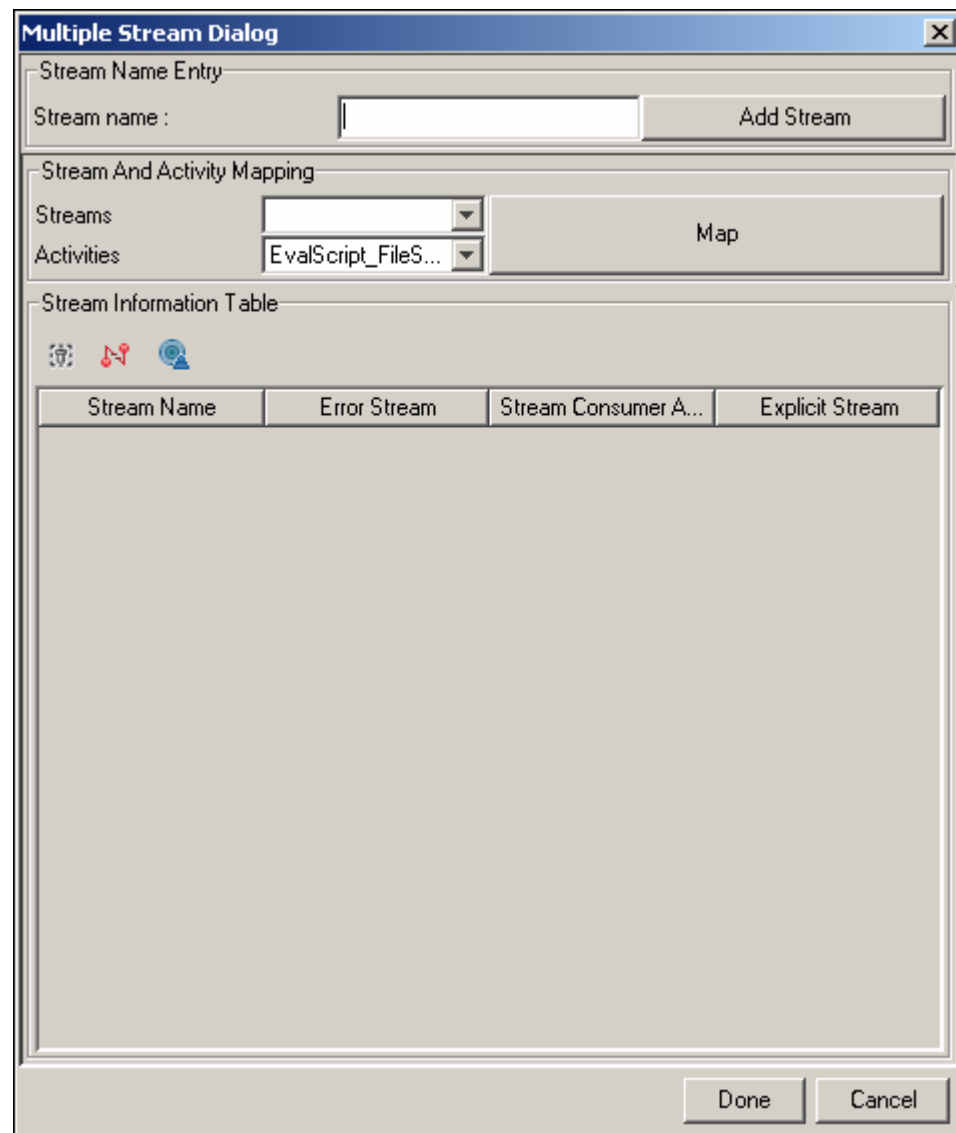 Multiple Stream Dialog
Stream Name Entry
Stream name : Add Stream
Stream And Activity Mapping
Streams
Map
Activities EvalScript_FileS...
Stream Information Table
Stream Name Error Stream Stream Consumer A... Explicit Stream
Done Cancel